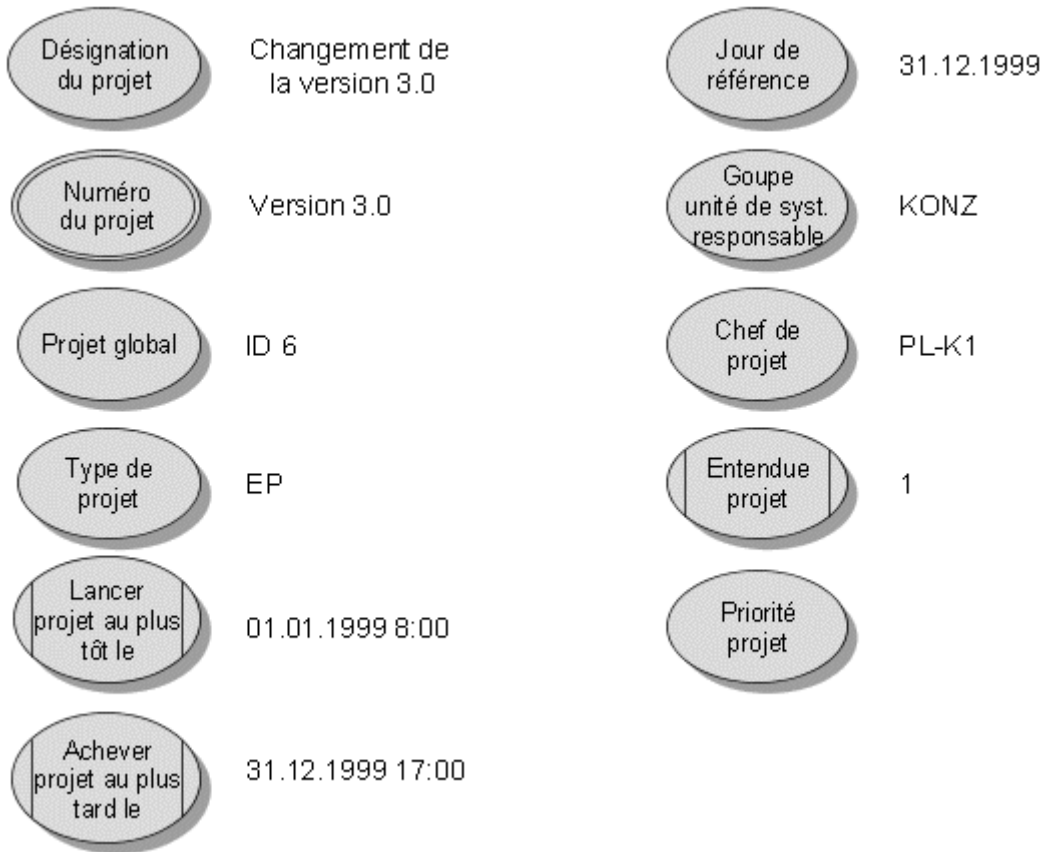 Désignation
du projet
Changement de
la version 3.0
Numéro
du projet
Version 3.0
Projet global
ID 6
Type de
projet
EP
Lancer
projet au plus
tôt le
01.01.1999 8:00
Achever
projet au plus
tard le
31.12.1999 17:00
Jour de
référence
31.12.1999
Goupe
unité de syst.
responsable
KONZ
Chef de
projet
PL-K1
Entendue
projet
1
Priorité
projet